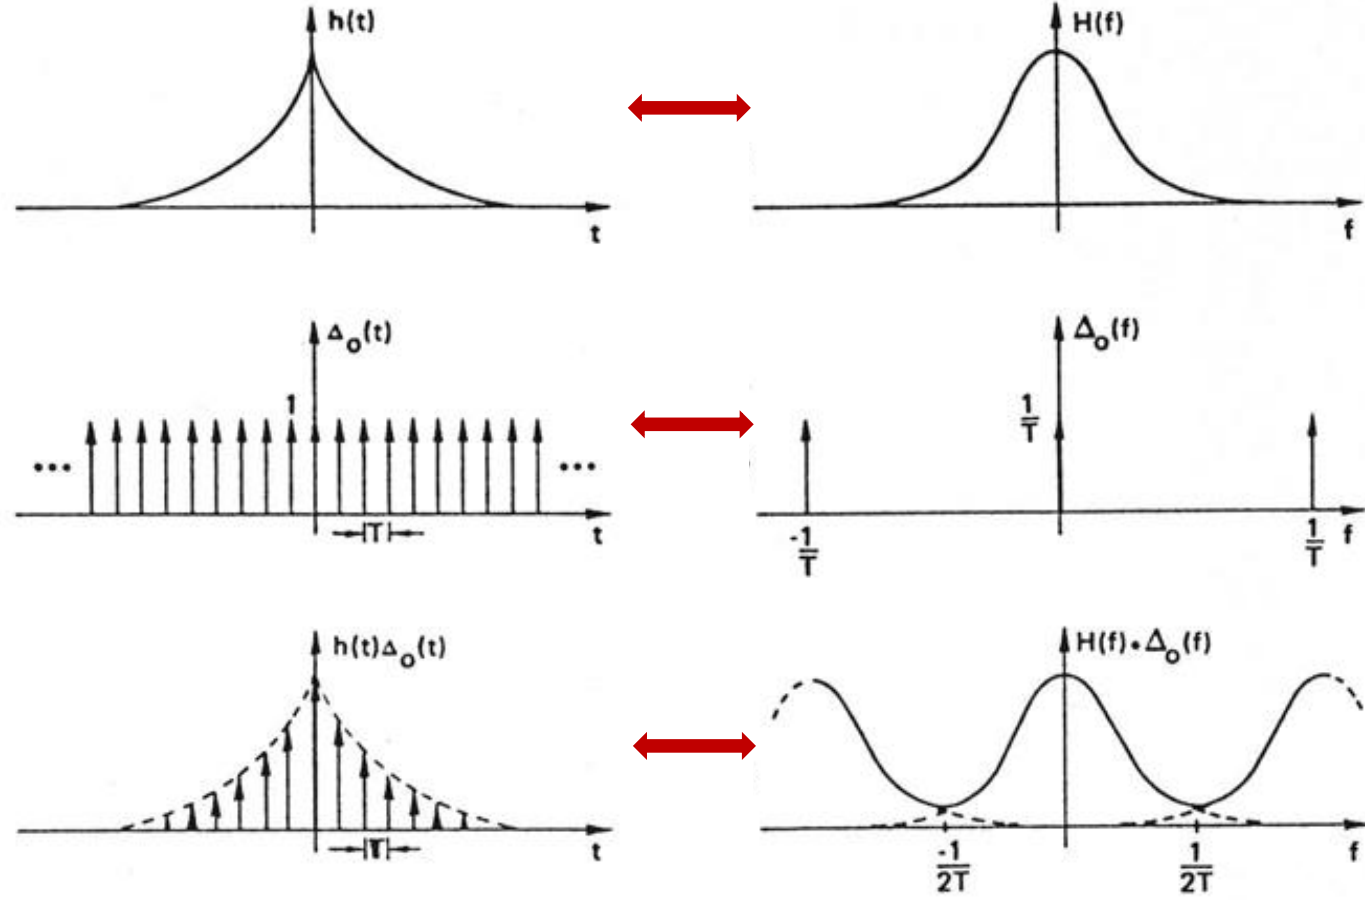 h(t)
t
H(f)
f
Δo(t)
1
...
...
T
t
Δo(f)
1/T
-1/T
1/T
f
h(t)Δo(t)
T
t
H(f)•Δo(f)
-1/2T
1/2T
f